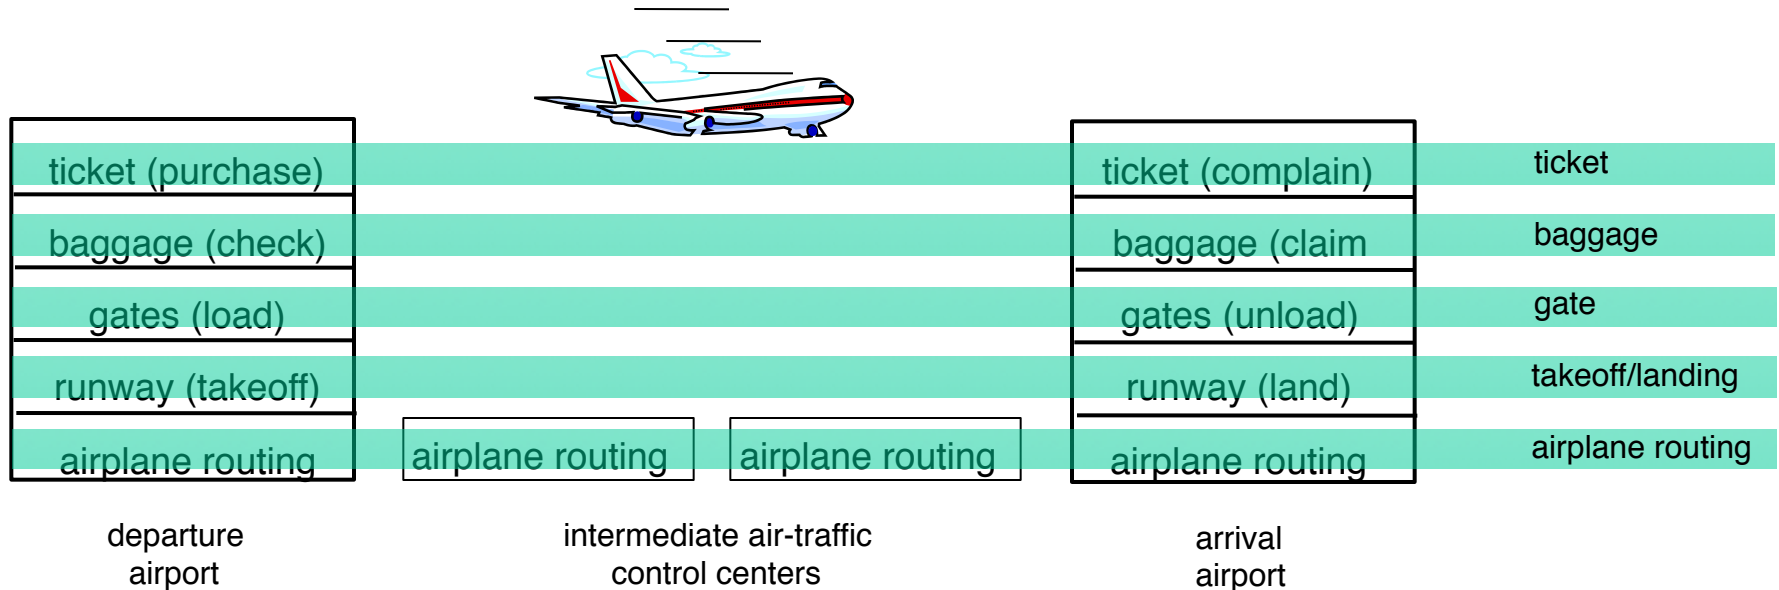 ticket (purchase)
ticket (complain)
ticket
baggage (check)
baggage (claim
baggage
gates (load)
gates (unload)
gate
runway (takeoff)
runway (land)
takeoff/landing
airplane routing
airplane routing
airplane routing
airplane routing
airplane routing
departure
airport
intermediate air-traffic
control centers
arrival
airport